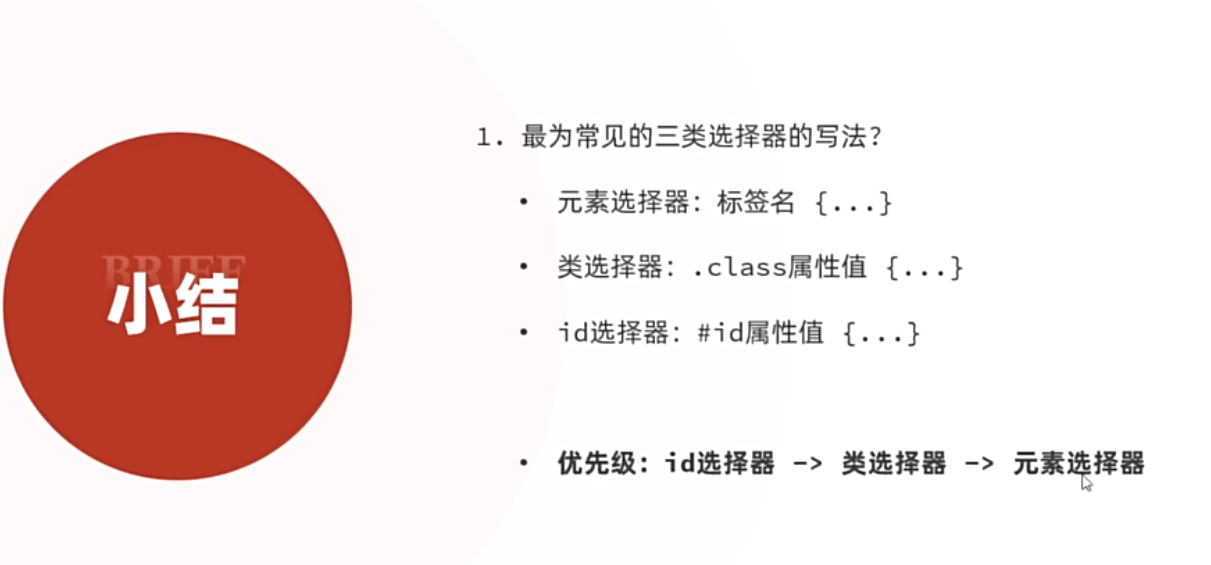 BRIEF
小结
1. 最为常见的三类选择器的写法?
• 元素选择器: 标签名 {...}
• 类选择器: .class属性值 {...}
• id选择器: #id属性值 {...}
• 优先级: id选择器 -> 类选择器 -> 元素选择器